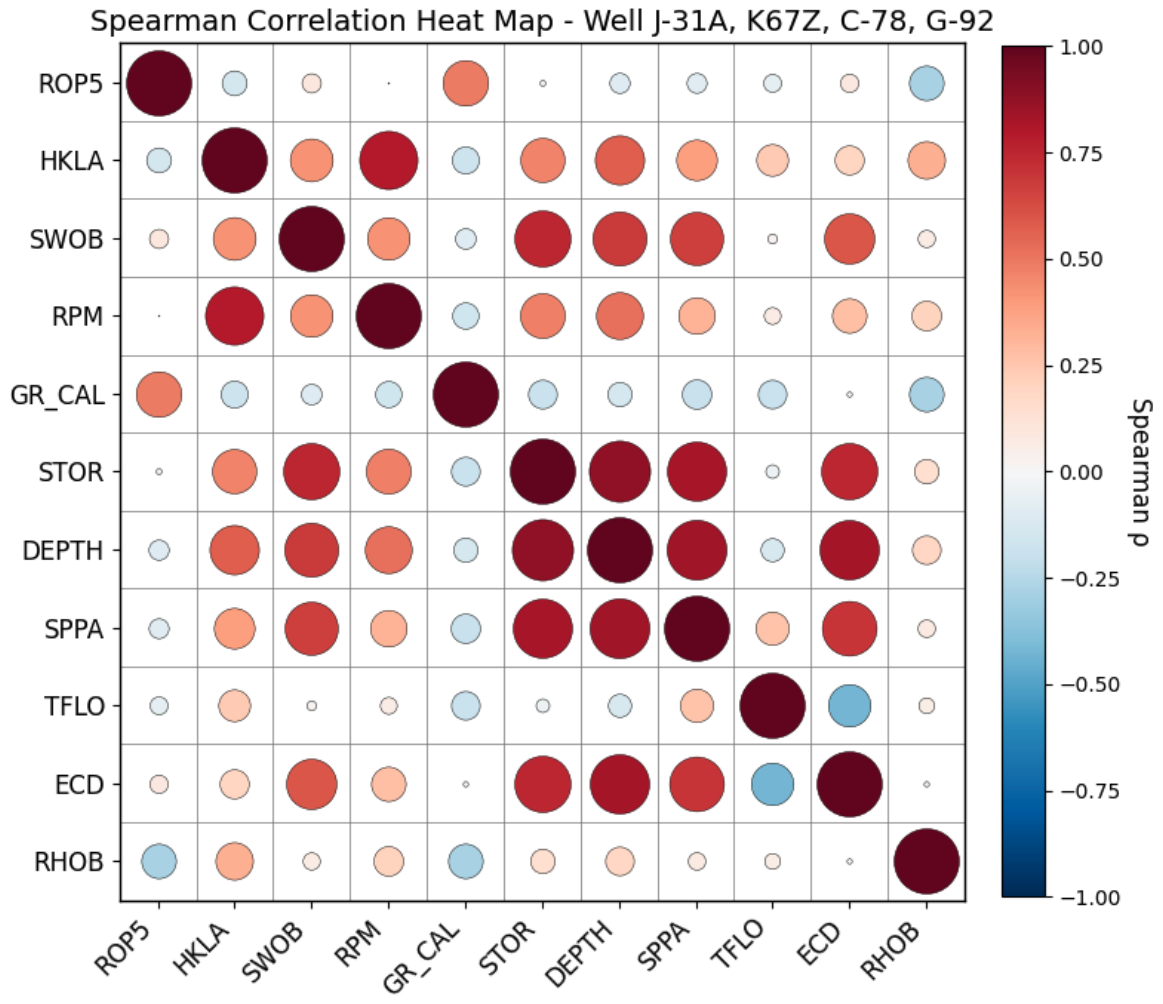 Spearman Correlation Heat Map - Well J-31A, K67Z, C-78, G-92
ROP5
HKLA
SWOB
RPM
GR_CAL
STOR
DEPTH
SPPA
TFLO
ECD
RHOB
ROP5
HKLA
SWOB
RPM
GR_CAL
STOR
DEPTH
SPPA
TFLO
ECD
RHOB
1.00
0.75
0.50
0.25
0.00
−0.25
−0.50
−0.75
−1.00
Spearman ρ